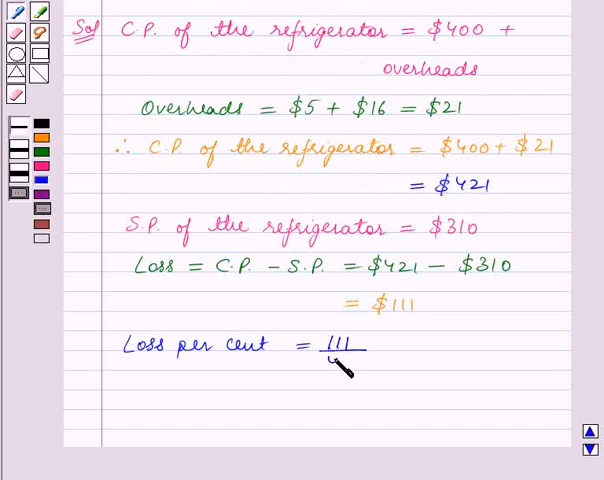 Sol C.P. of the refrigerator = $400 +
overheads
Overheads = $5 + $16 = $21
∴ C.P. of the refrigerator = $400 + $21
= $421
S.P. of the refrigerator = $310
Loss = C.P. - S.P. = $421 - $310
= $111
Loss per cent = 111